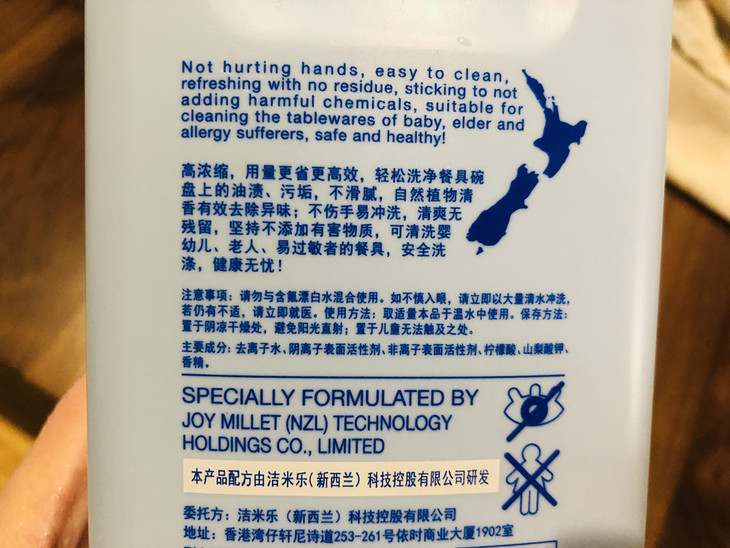 Not hurting hands, easy to clean,
refreshing with no residue, sticking to not
adding harmful chemicals, suitable for
cleaning the tablewares of baby, elder and
allergy sufferers, safe and healthy!
高浓缩，用量更省更高效，轻松洗净餐具碗
盘上的油渍、污垢，不滑腻，自然植物清
香有效去除异味；不伤手易冲洗，清爽无
残留，坚持不添加有害物质，可清洗婴
幼儿、老人、易过敏者的餐具，安全洗
涤，健康无忧！
注意事项：请勿与含氯漂白水混合使用。如不慎入眼，请立即以大量清水冲洗，
若仍有不适，请立即就医。使用方法：取适量本品于温水中使用。保存方法：
置于阴凉干燥处，避免阳光直射；置于儿童无法触及之处。
主要成分：去离子水、阴离子表面活性剂、非离子表面活性剂、柠檬酸、山梨酸钾、
香精。
SPECIALLY FORMULATED BY
JOY MILLET (NZL) TECHNOLOGY
HOLDINGS CO., LIMITED
本产品配方由洁米乐（新西兰）科技控股有限公司研发
委托方：洁米乐（新西兰）科技控股有限公司
地址：香港湾仔轩尼诗道253-261号依时商业大厦1902室